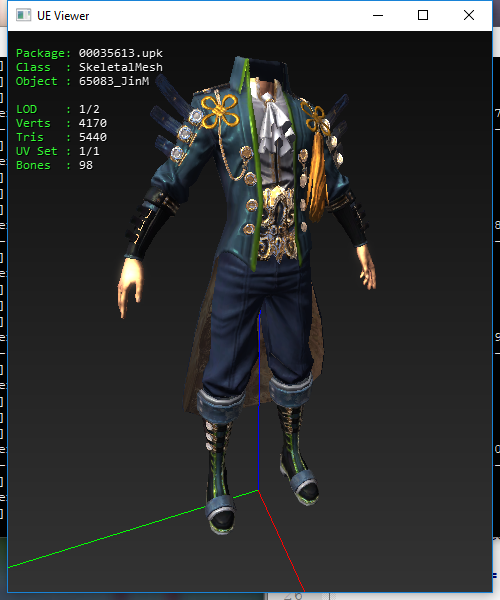 UE Viewer
Package: 00035613.upk
Class : SkeletalMesh
Object : 65083_JinM
LOD : 1/2
Verts : 4170
Tris : 5440
UV Set : 1/1
Bones : 98